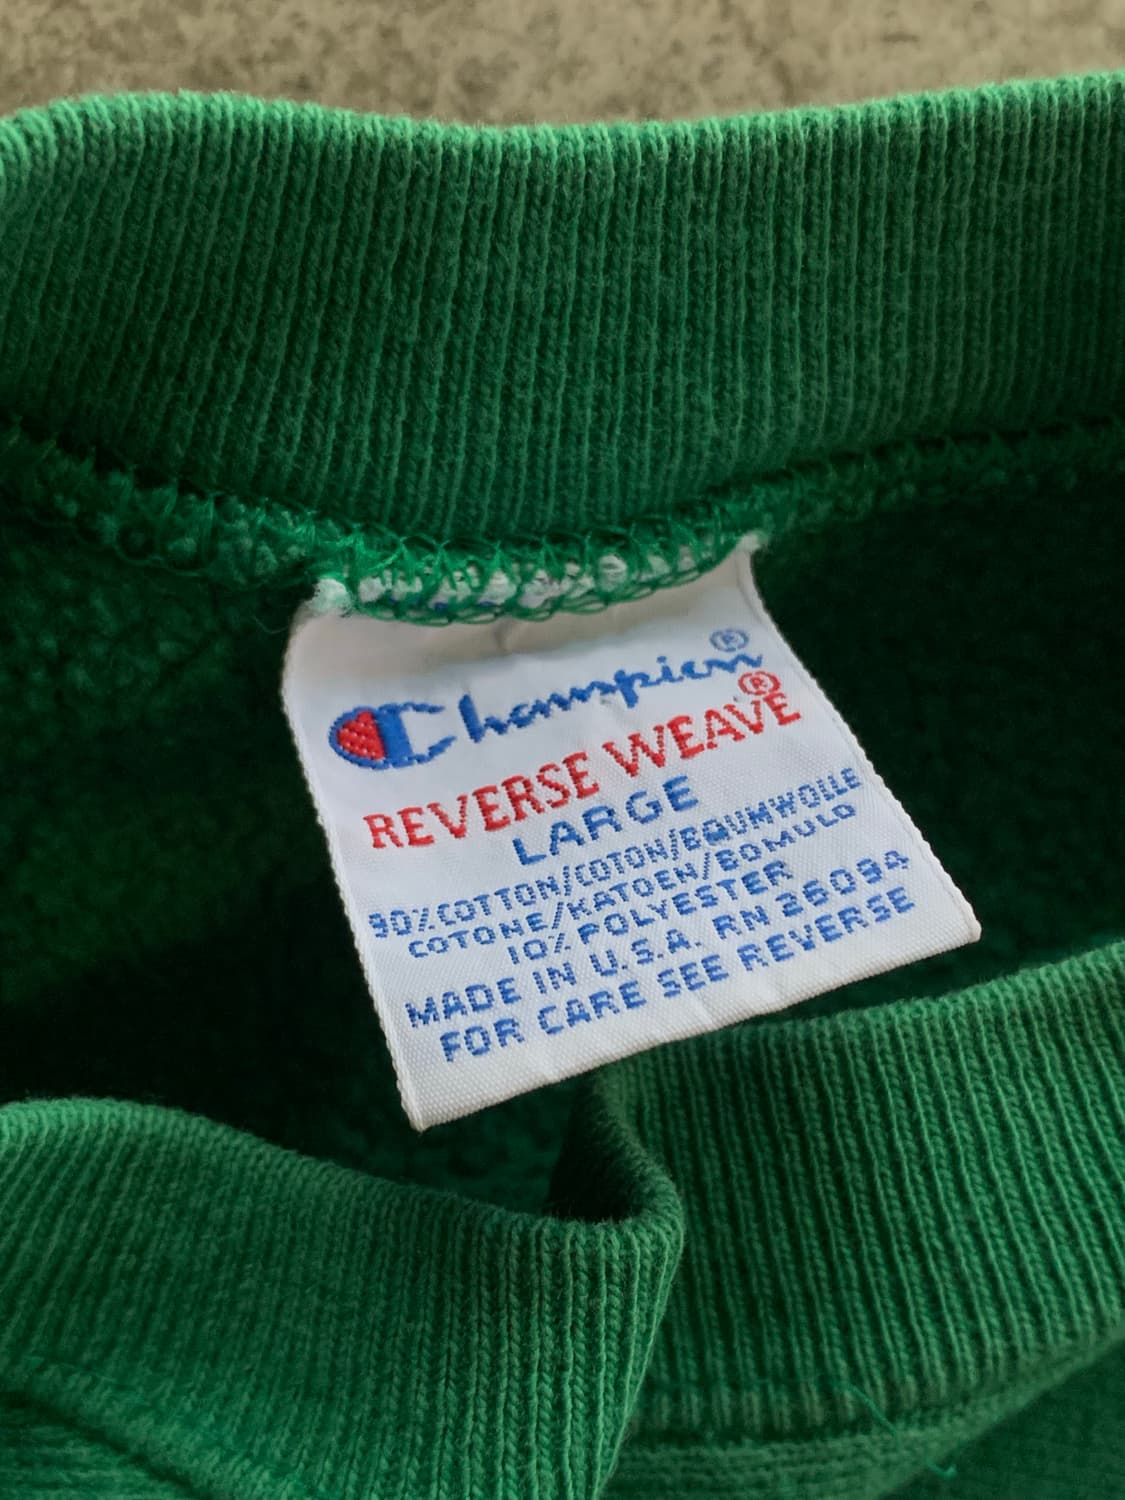 Champion®
REVERSE WEAVE®
LARGE
90% COTTON/COTON/BAUMWOLLE
COTONE/KATOEN/BOMULD
10% POLYESTER
MADE IN U.S.A. RN 26094
FOR CARE SEE REVERSE